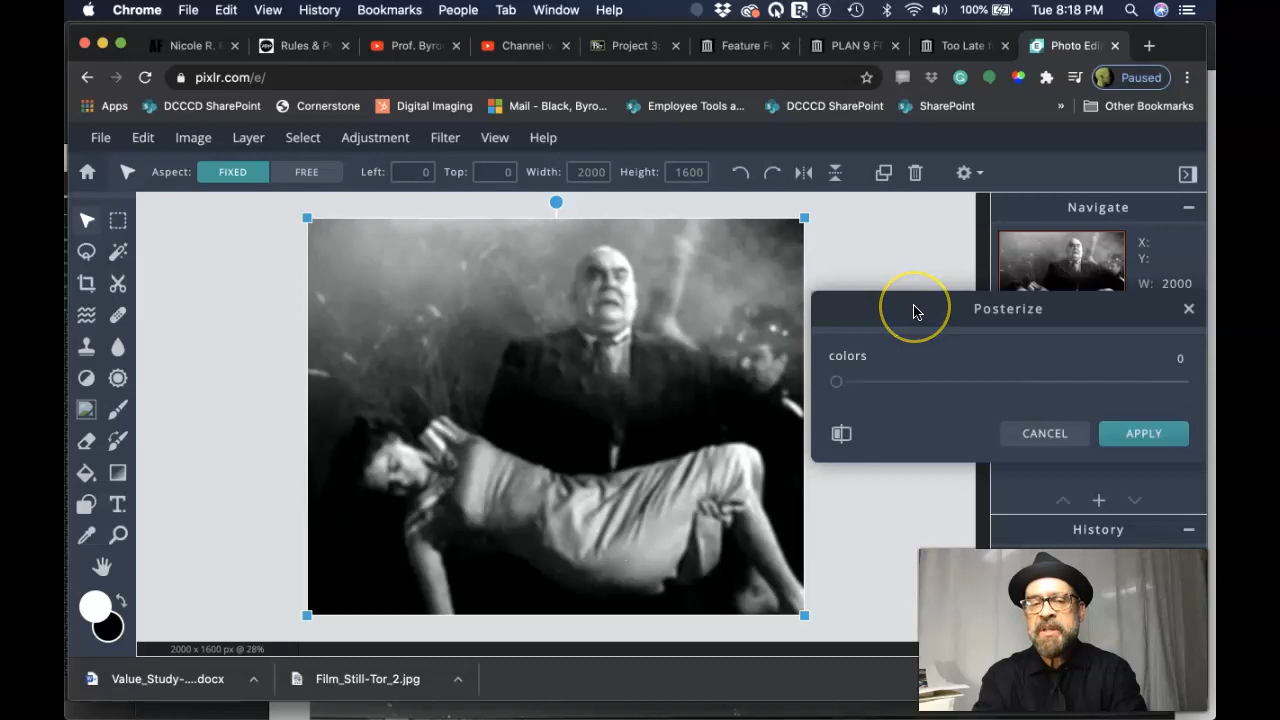 Chrome File Edit View History Bookmarks People Tab Window Help 100% Tue 8:18 PM
Nicole R. E Rules & P Prof. Byro Channel v Project 3: Feature Fi PLAN 9 F Too Late f Photo Edi
pixlr.com/e/ Paused
Apps DCCCD SharePoint Cornerstone Digital Imaging Mail - Black, Byro... Employee Tools a... DCCCD SharePoint SharePoint » Other Bookmarks
File Edit Image Layer Select Adjustment Filter View Help
Aspect: FIXED FREE Left: 0 Top: 0 Width: 2000 Height: 1600
Navigate
X:
Y:
W: 2000
Posterize
colors 0
CANCEL APPLY
History
2000 x 1600 px @ 28%
Value_Study-....docx Film_Still-Tor_2.jpg